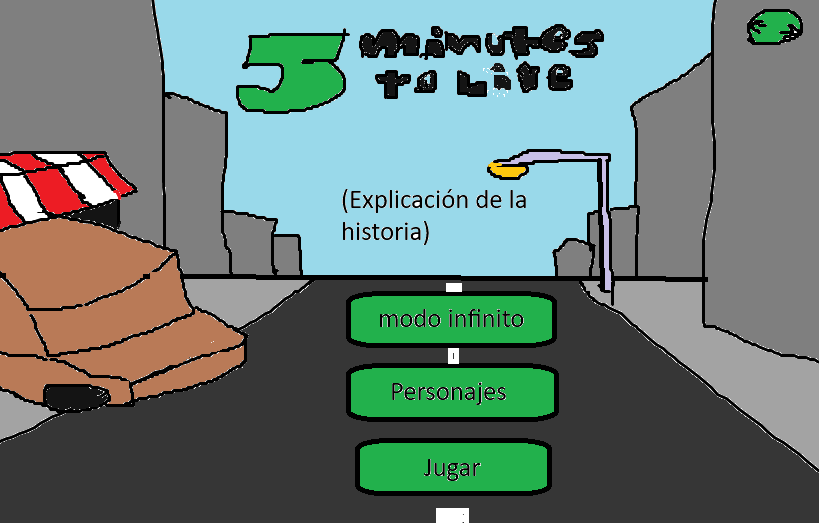 5 minutes
to Live
(Explicación de la
historia)
modo infinito
Personajes
Jugar